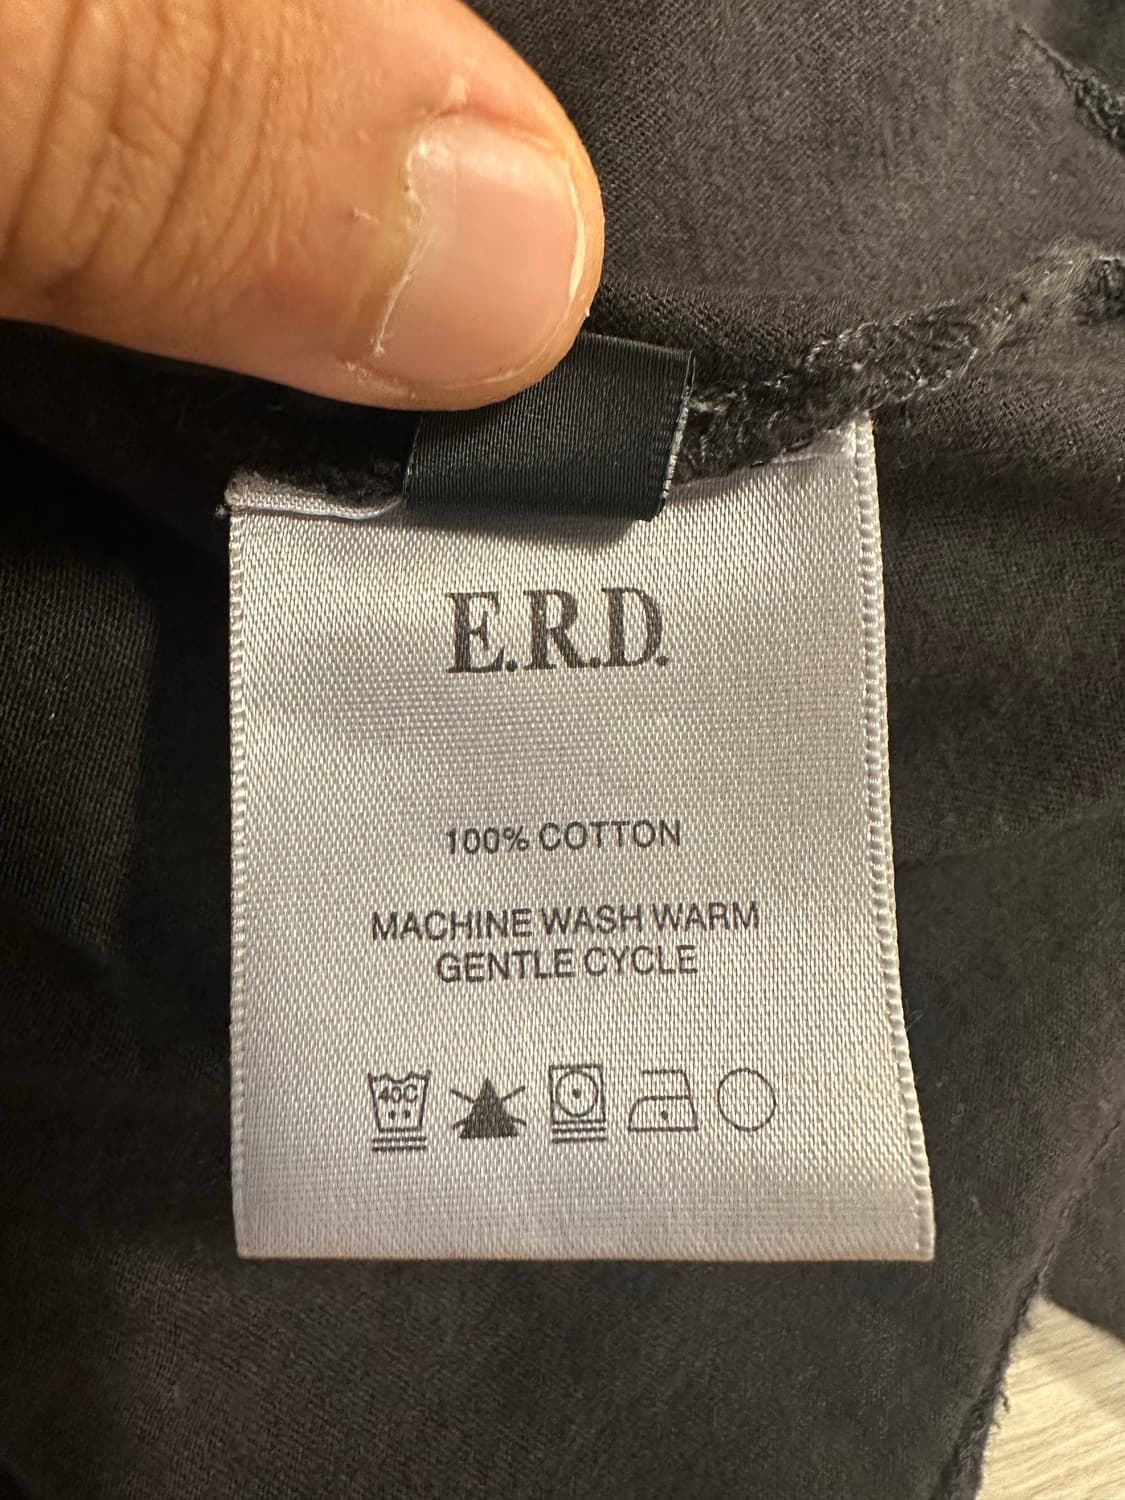 E.R.D.
100% COTTON
MACHINE WASH WARM
GENTLE CYCLE
40C